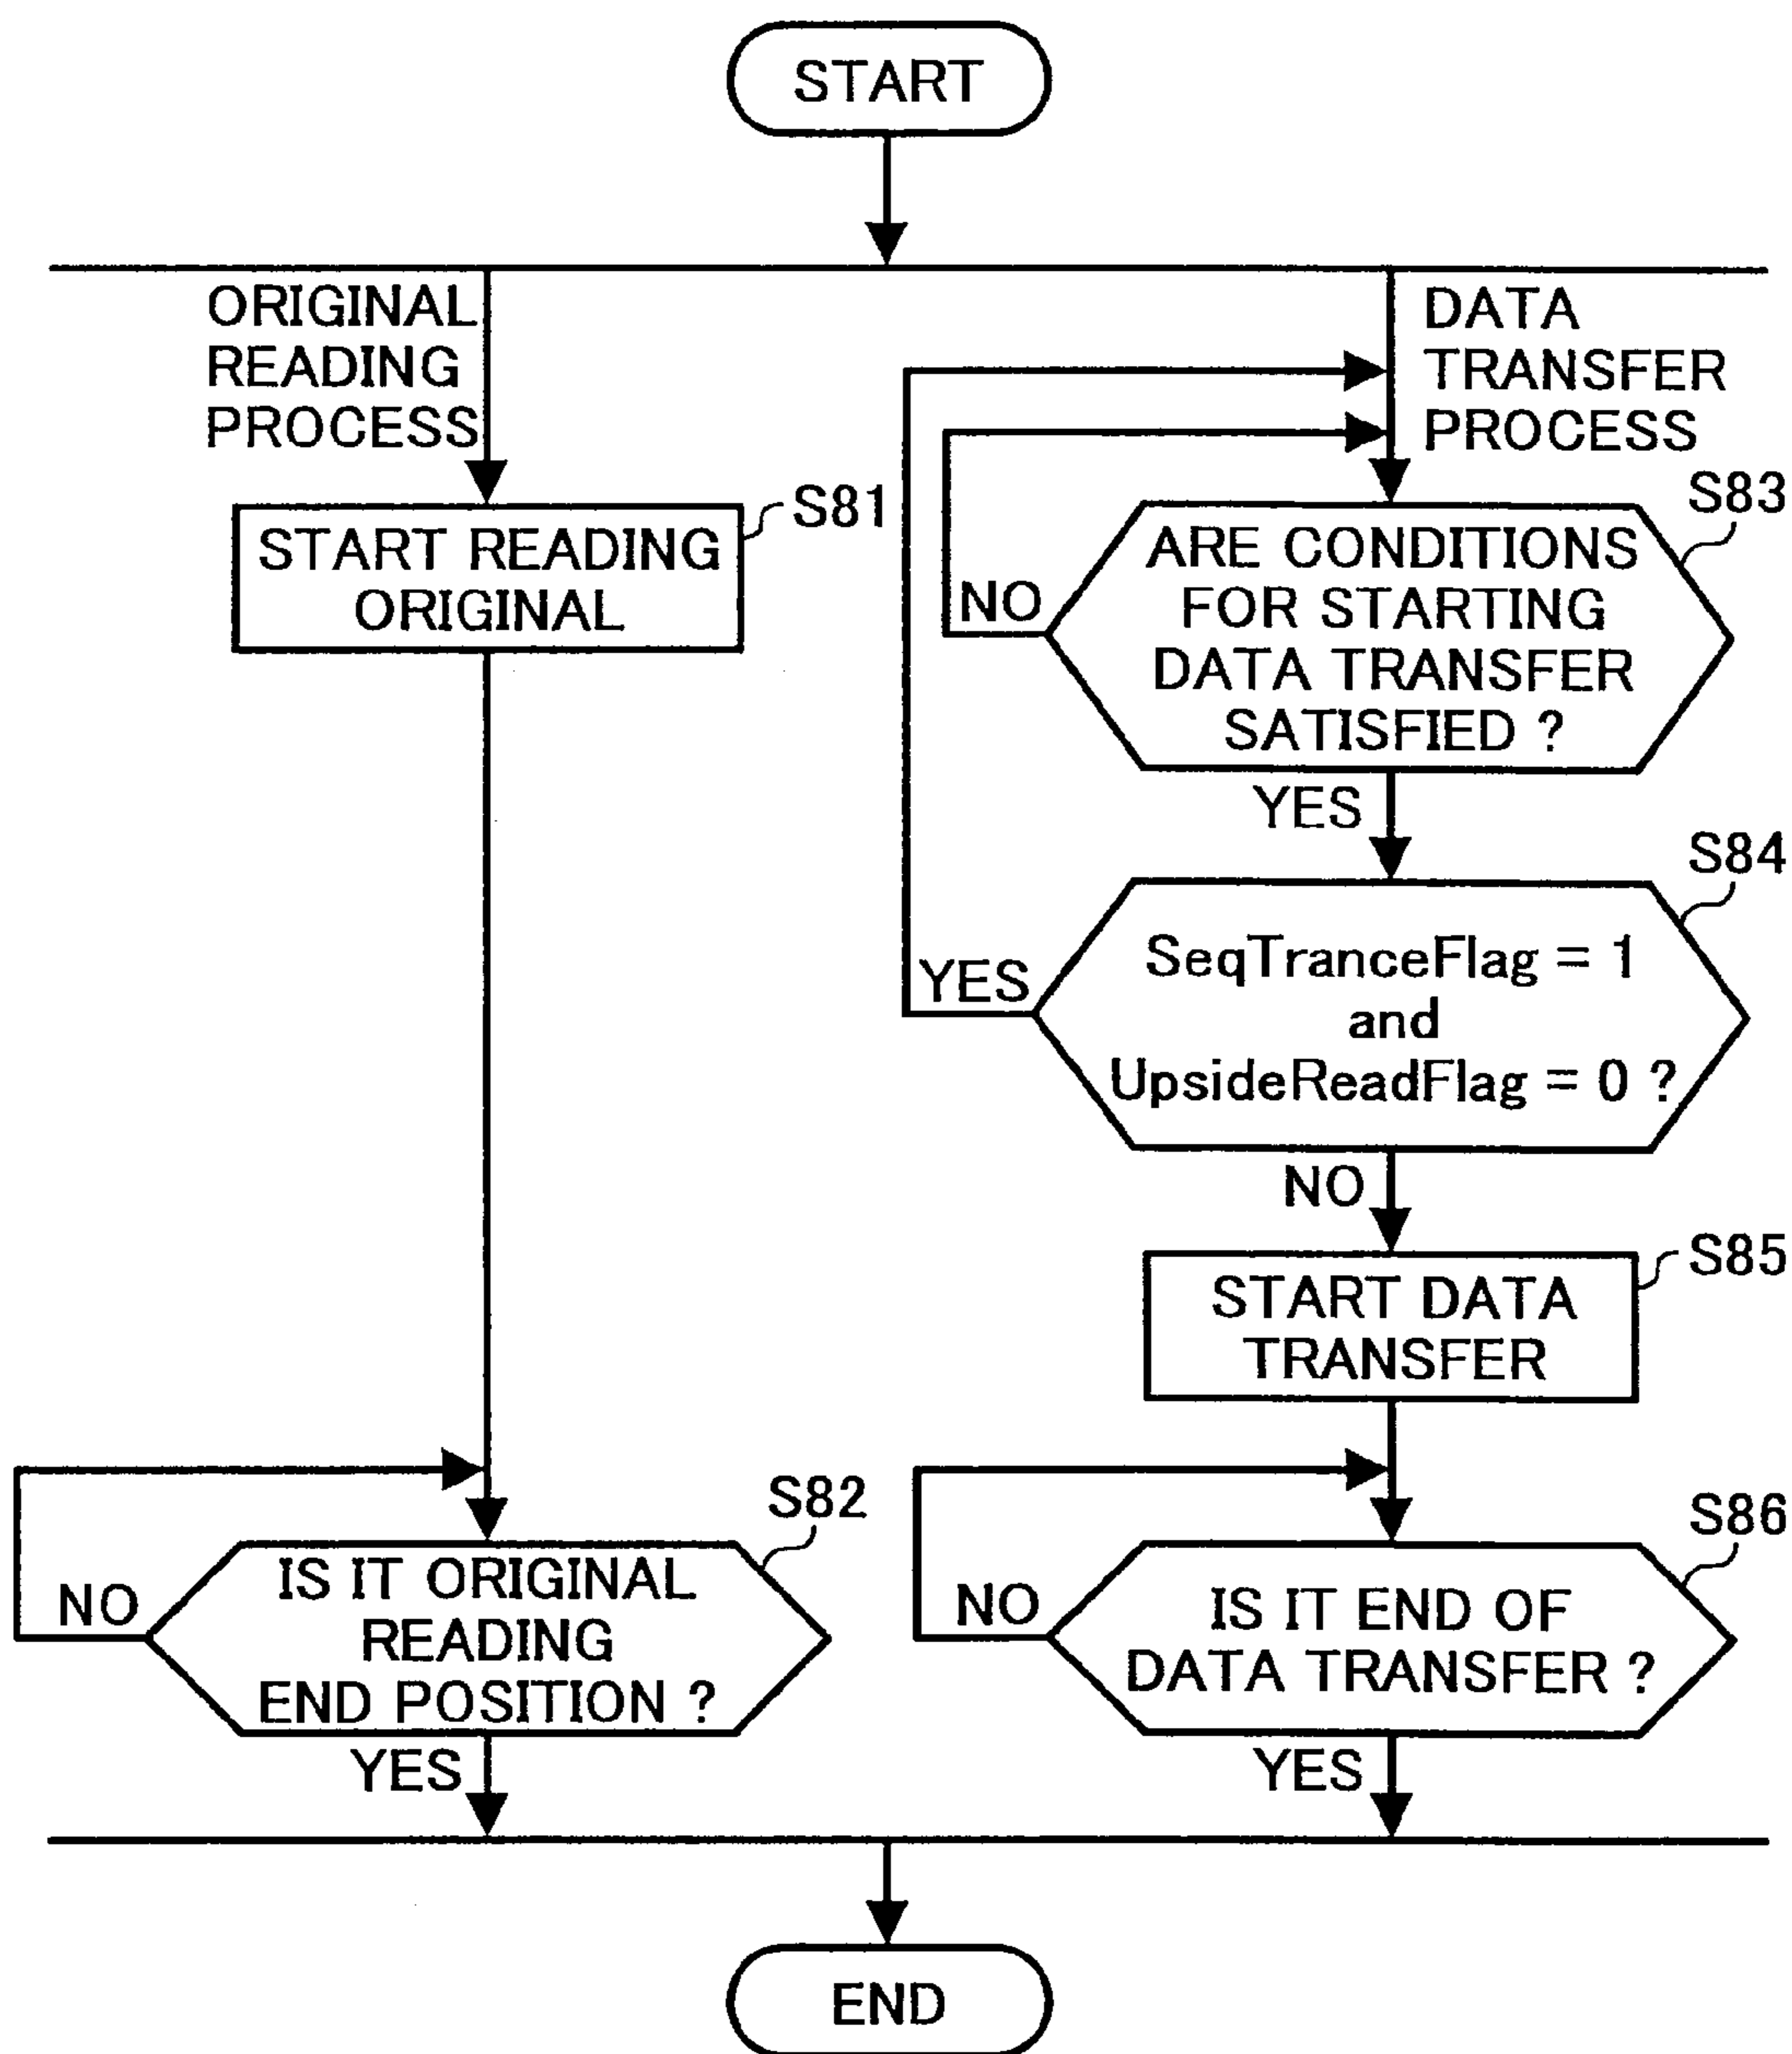 START
ORIGINAL
READING
PROCESS
S81
START READING
ORIGINAL
S82
IS IT ORIGINAL
READING
END POSITION ?
NO
YES
DATA
TRANSFER
PROCESS
S83
ARE CONDITIONS
FOR STARTING
DATA TRANSFER
SATISFIED ?
NO
YES
S84
SeqTranceFlag = 1
and
UpsideReadFlag = 0 ?
YES
NO
S85
START DATA
TRANSFER
S86
IS IT END OF
DATA TRANSFER ?
NO
YES
END